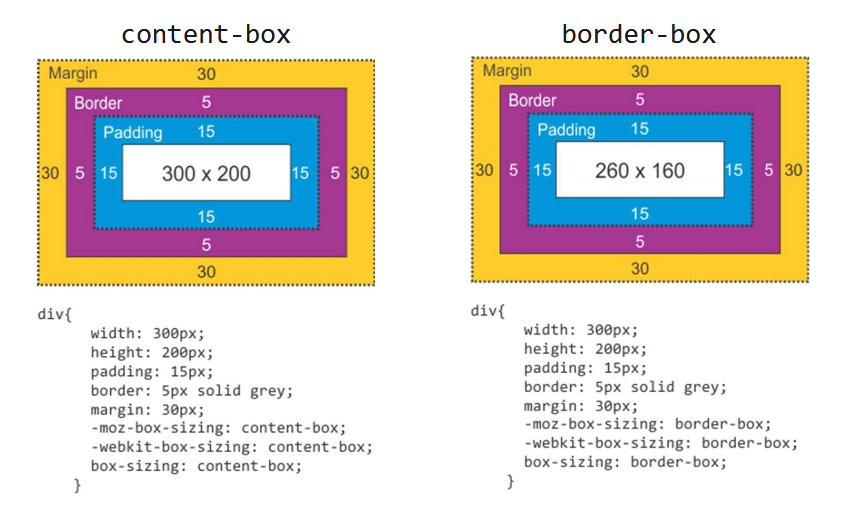 content-box
Margin 30
Border 5
Padding 15
30 5 15 300 x 200 15 5 30
15
5
30
div{
width: 300px;
height: 200px;
padding: 15px;
border: 5px solid grey;
margin: 30px;
-moz-box-sizing: content-box;
-webkit-box-sizing: content-box;
box-sizing: content-box;
}
border-box
Margin 30
Border 5
Padding 15
30 5 15 260 x 160 15 5 30
15
5
30
div{
width: 300px;
height: 200px;
padding: 15px;
border: 5px solid grey;
margin: 30px;
-moz-box-sizing: border-box;
-webkit-box-sizing: border-box;
box-sizing: border-box;
}